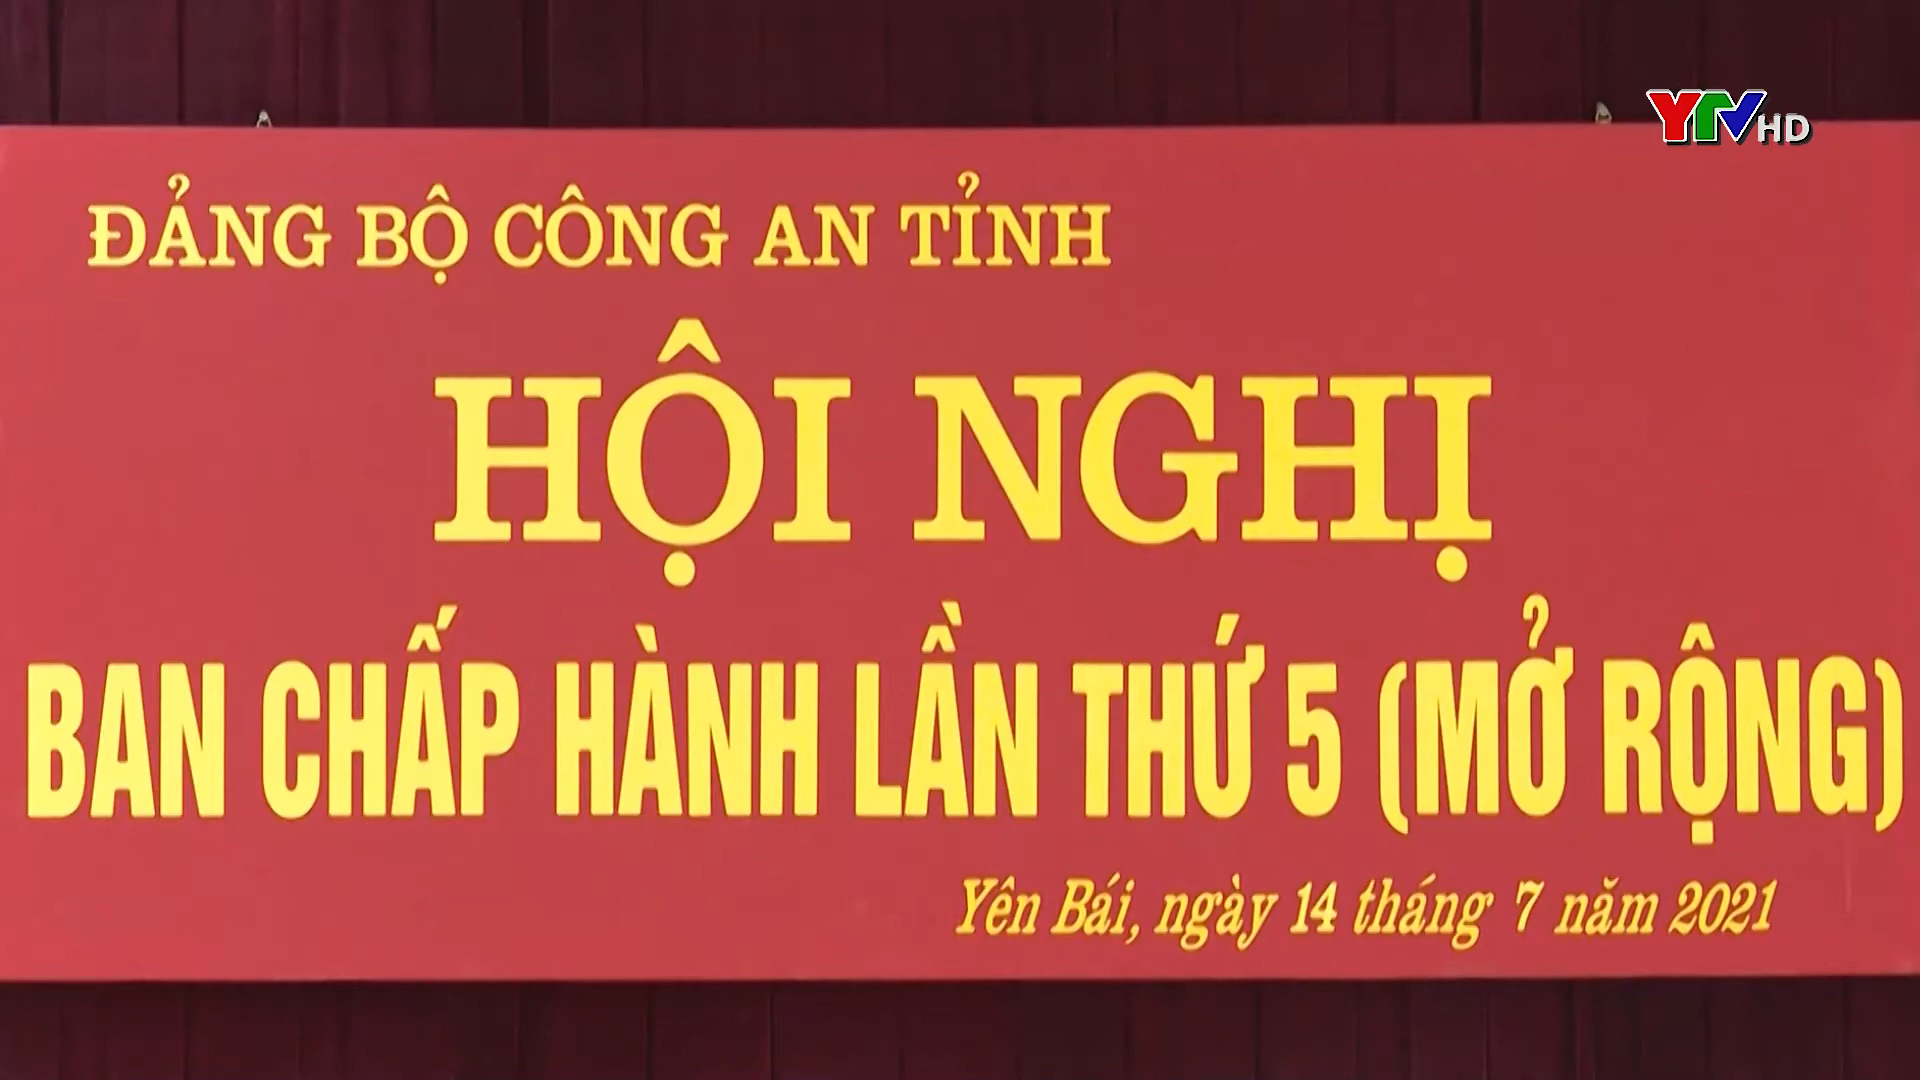 YTV HD
ĐẢNG BỘ CÔNG AN TỈNH
HỘI NGHỊ
BAN CHẤP HÀNH LẦN THỨ 5 (MỞ RỘNG)
Yên Bái, ngày 14 tháng 7 năm 2021